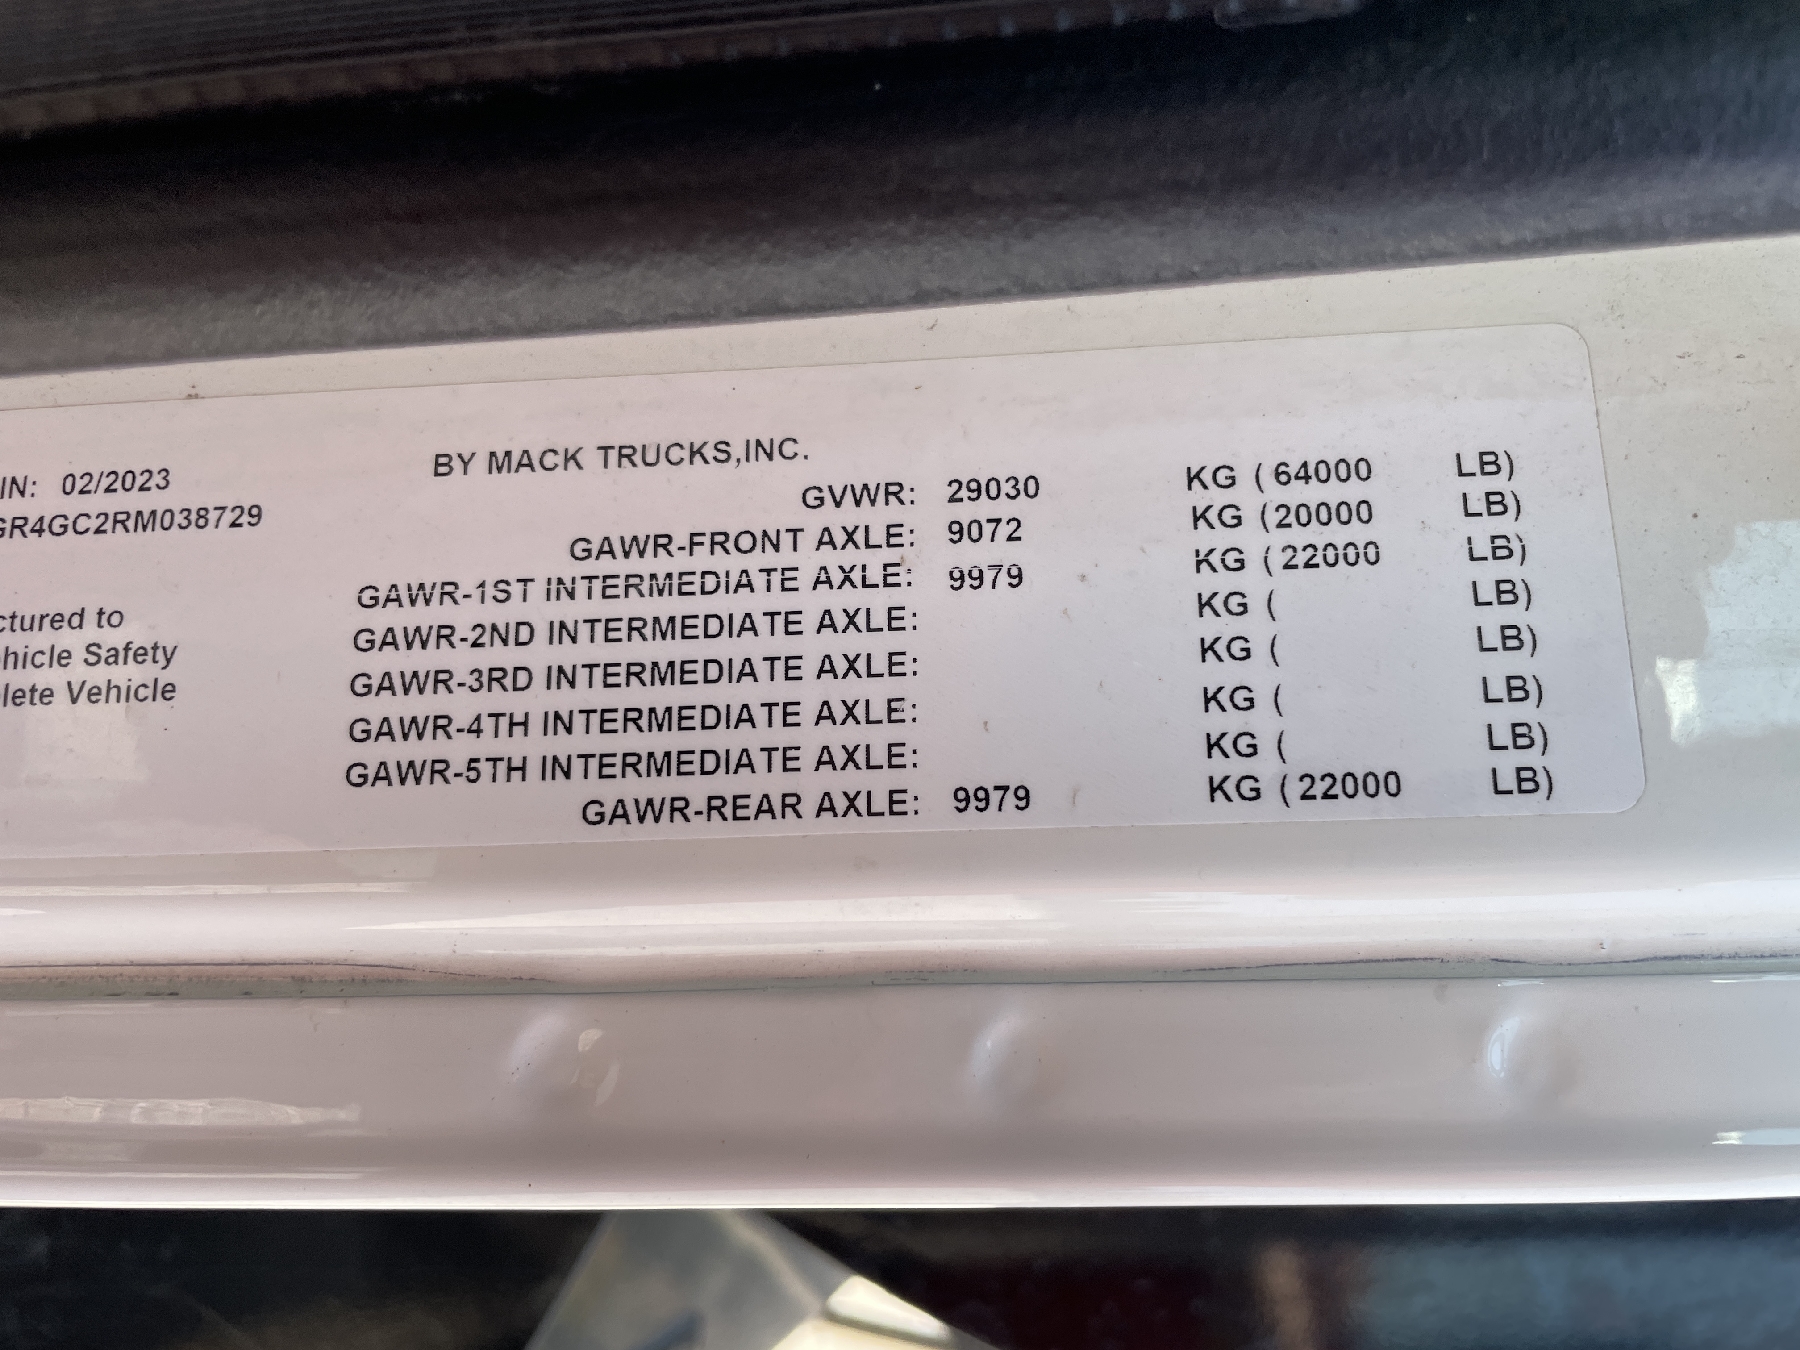 BY MACK TRUCKS,INC.
IN: 02/2023
GR4GC2RM038729
ctured to
hicle Safety
lete Vehicle
GVWR: 29030 KG (64000 LB)
GAWR-FRONT AXLE: 9072 KG (20000 LB)
GAWR-1ST INTERMEDIATE AXLE: 9979 KG (22000 LB)
GAWR-2ND INTERMEDIATE AXLE: KG ( LB)
GAWR-3RD INTERMEDIATE AXLE: KG ( LB)
GAWR-4TH INTERMEDIATE AXLE: KG ( LB)
GAWR-5TH INTERMEDIATE AXLE: KG ( LB)
GAWR-REAR AXLE: 9979 KG (22000 LB)